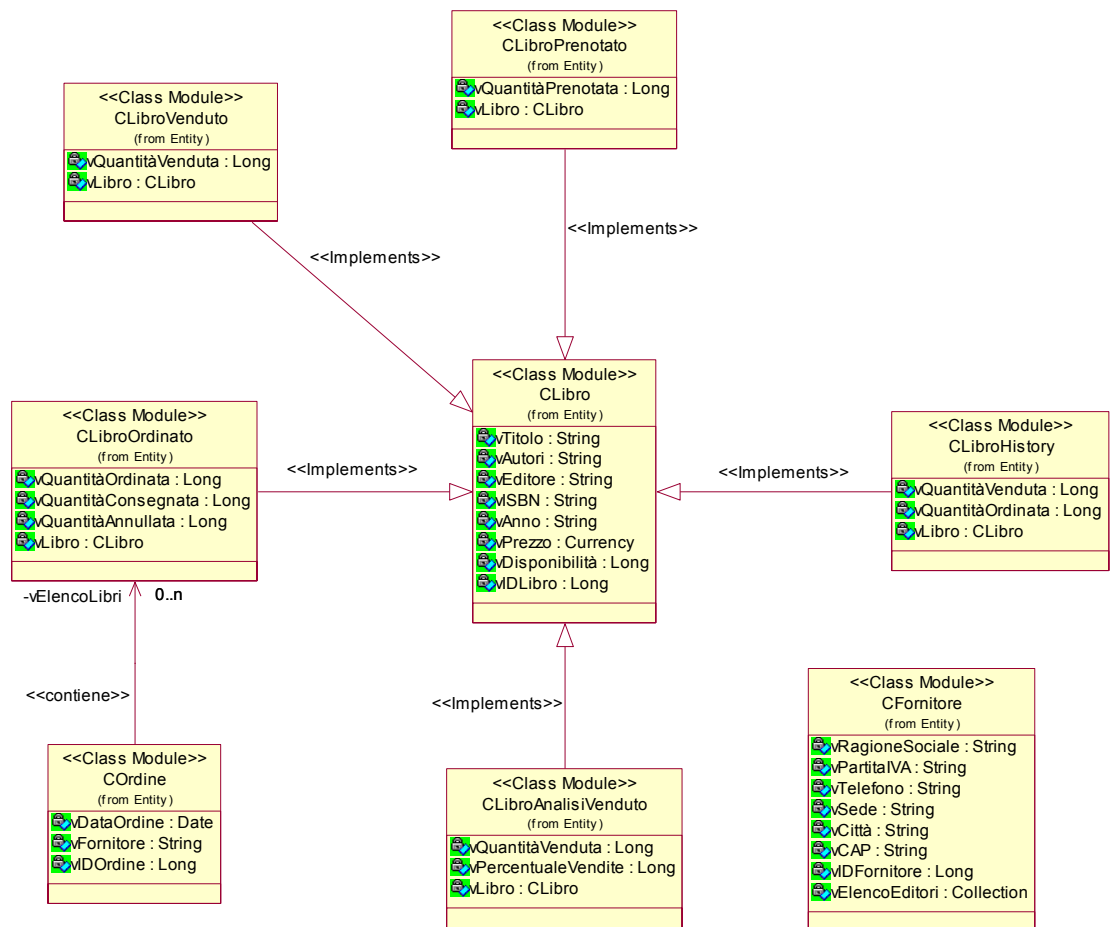 <<Class Module>>
CLibroPrenotato
(from Entity)
vQuantitàPrenotata : Long
vLibro : CLibro
<<Class Module>>
CLibroVenduto
(from Entity)
vQuantitàVenduta : Long
vLibro : CLibro
<<Implements>>
<<Implements>>
<<Class Module>>
CLibro
(from Entity)
vTitolo : String
vAutori : String
vEditore : String
vISBN : String
vAnno : String
vPrezzo : Currency
vDisponibilità : Long
vIDLibro : Long
<<Class Module>>
CLibroOrdinato
(from Entity)
vQuantitàOrdinata : Long
vQuantitàConsegnata : Long
vQuantitàAnnullata : Long
vLibro : CLibro
<<Implements>>
<<Class Module>>
CLibroHistory
(from Entity)
vQuantitàVenduta : Long
vQuantitàOrdinata : Long
vLibro : CLibro
<<Implements>>
-vElencoLibri
0..n
<<contiene>>
<<Implements>>
<<Class Module>>
COrdine
(from Entity)
vDataOrdine : Date
vFornitore : String
vIDOrdine : Long
<<Class Module>>
CLibroAnalisiVenduto
(from Entity)
vQuantitàVenduta : Long
vPercentualeVendite : Long
vLibro : CLibro
<<Class Module>>
CFornitore
(from Entity)
vRagioneSociale : String
vPartitaIVA : String
vTelefono : String
vSede : String
vCittà : String
vCAP : String
vIDFornitore : Long
vElencoEditori : Collection